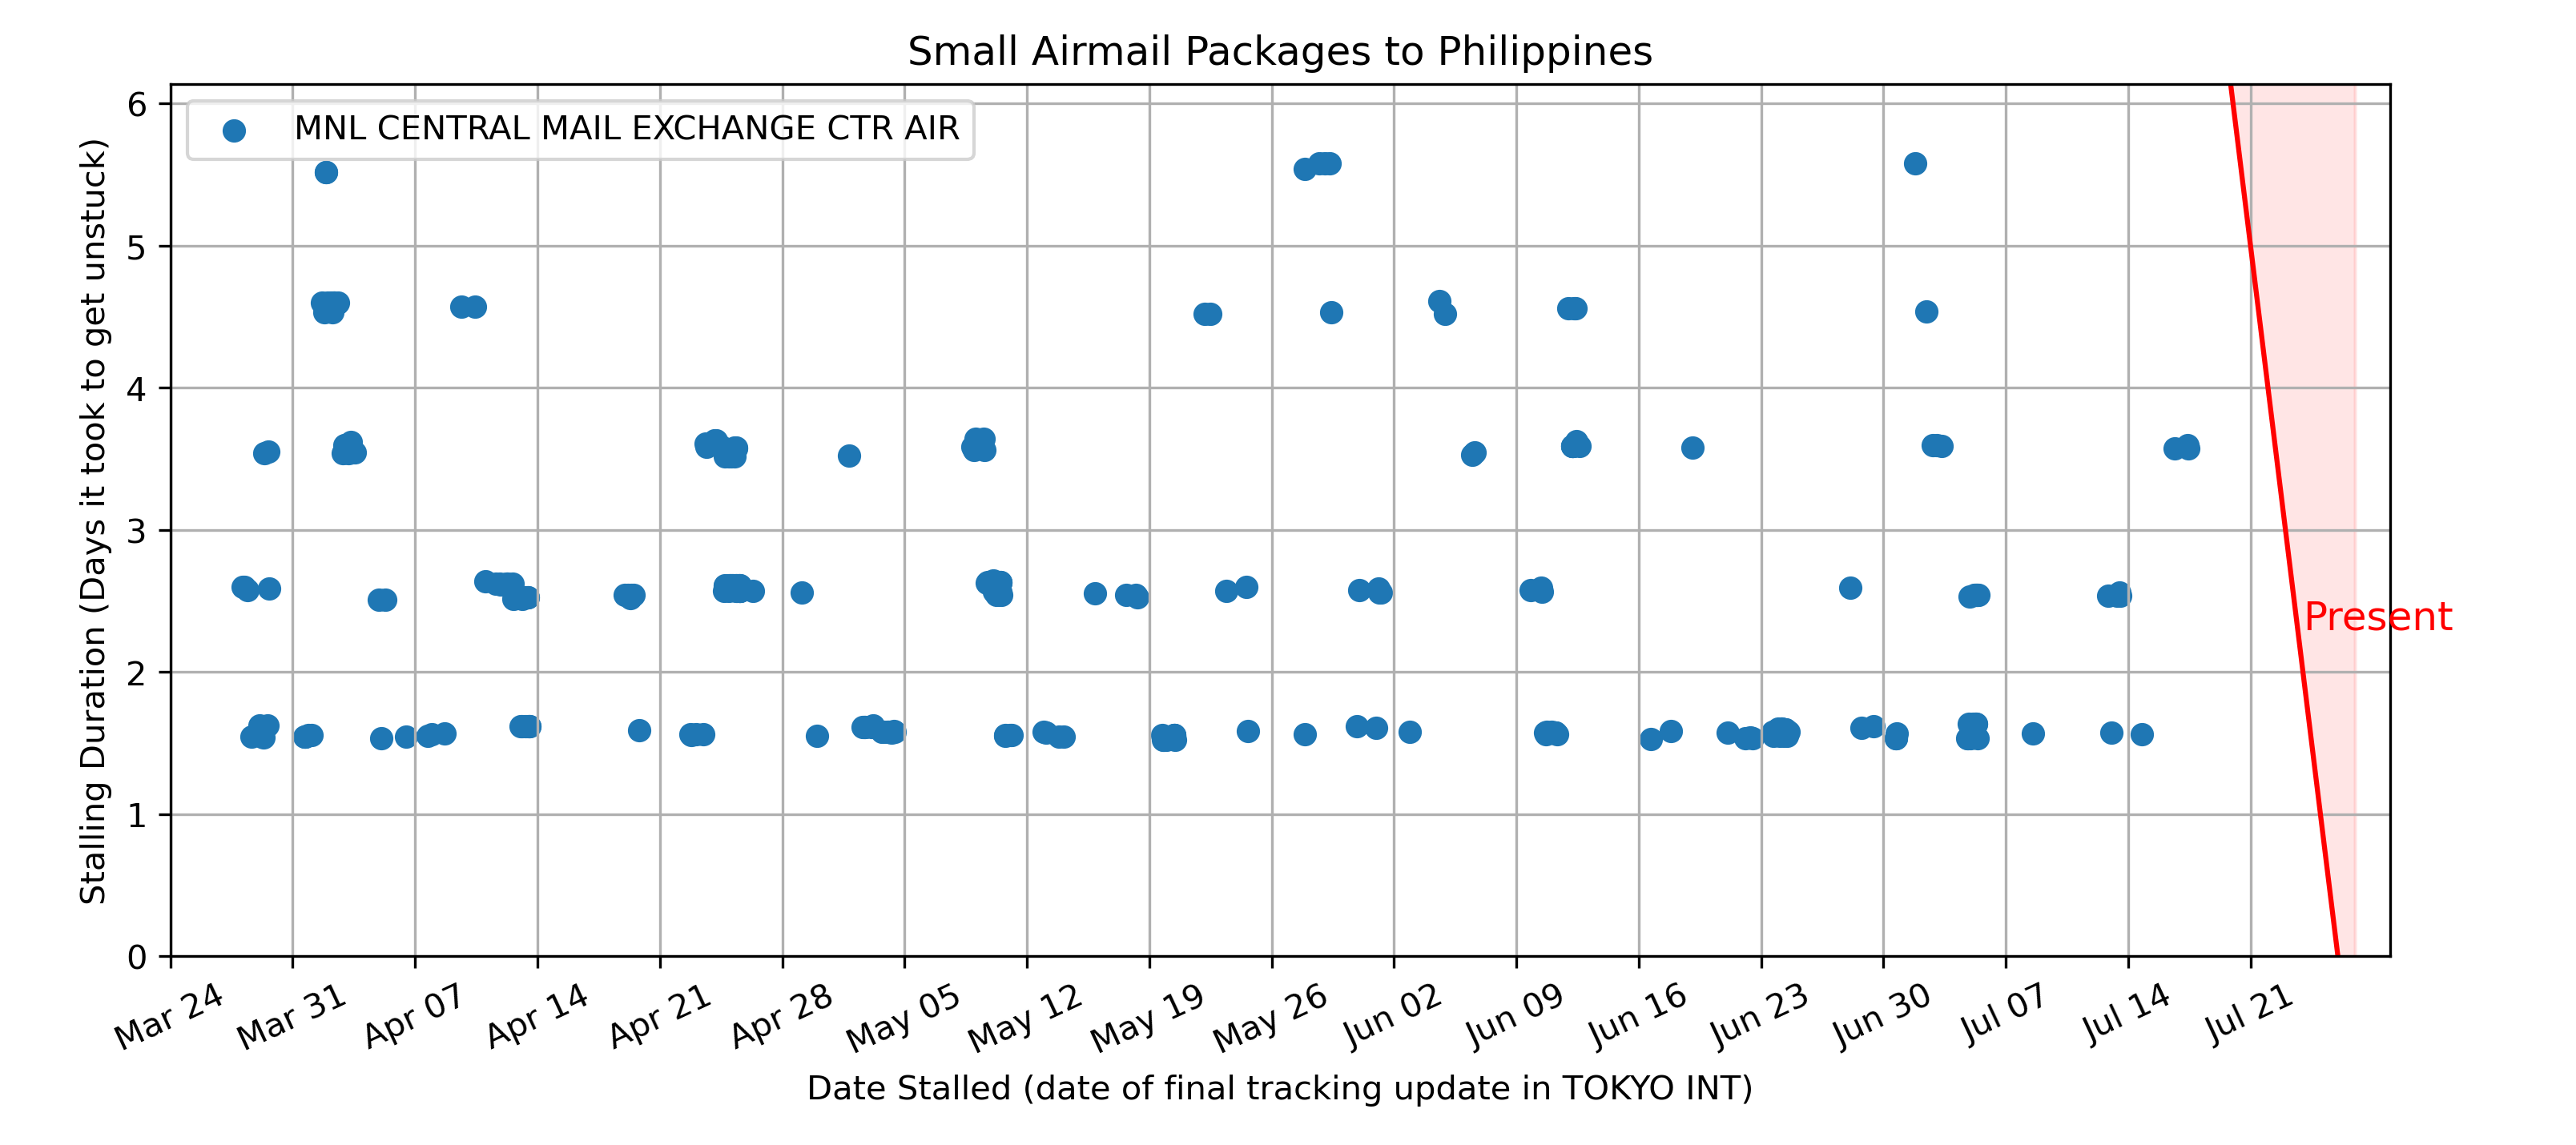 Small Airmail Packages to Philippines
MNL CENTRAL MAIL EXCHANGE CTR AIR
Stalling Duration (Days it took to get unstuck)
6
5
4
3
2
1
0
Present
Mar 24
Mar 31
Apr 07
Apr 14
Apr 21
Apr 28
May 05
May 12
May 19
May 26
Jun 02
Jun 09
Jun 16
Jun 23
Jun 30
Jul 07
Jul 14
Jul 21
Date Stalled (date of final tracking update in TOKYO INT)